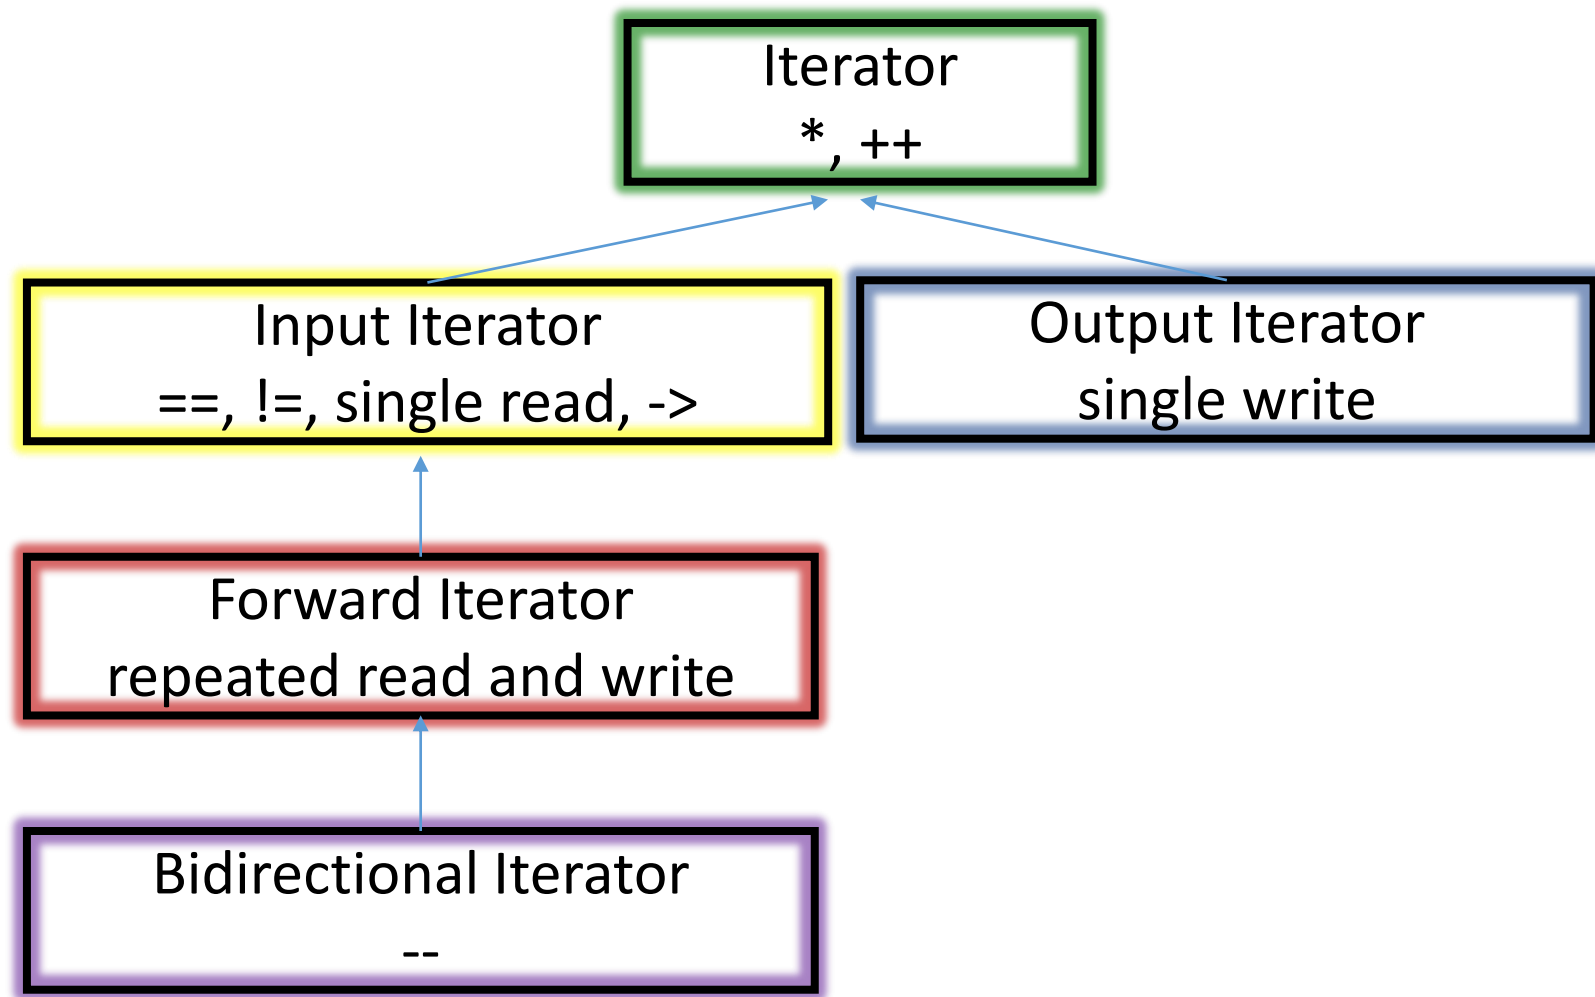 Iterator
*, ++
Input Iterator
==, !=, single read, ->
Output Iterator
single write
Forward Iterator
repeated read and write
Bidirectional Iterator
--